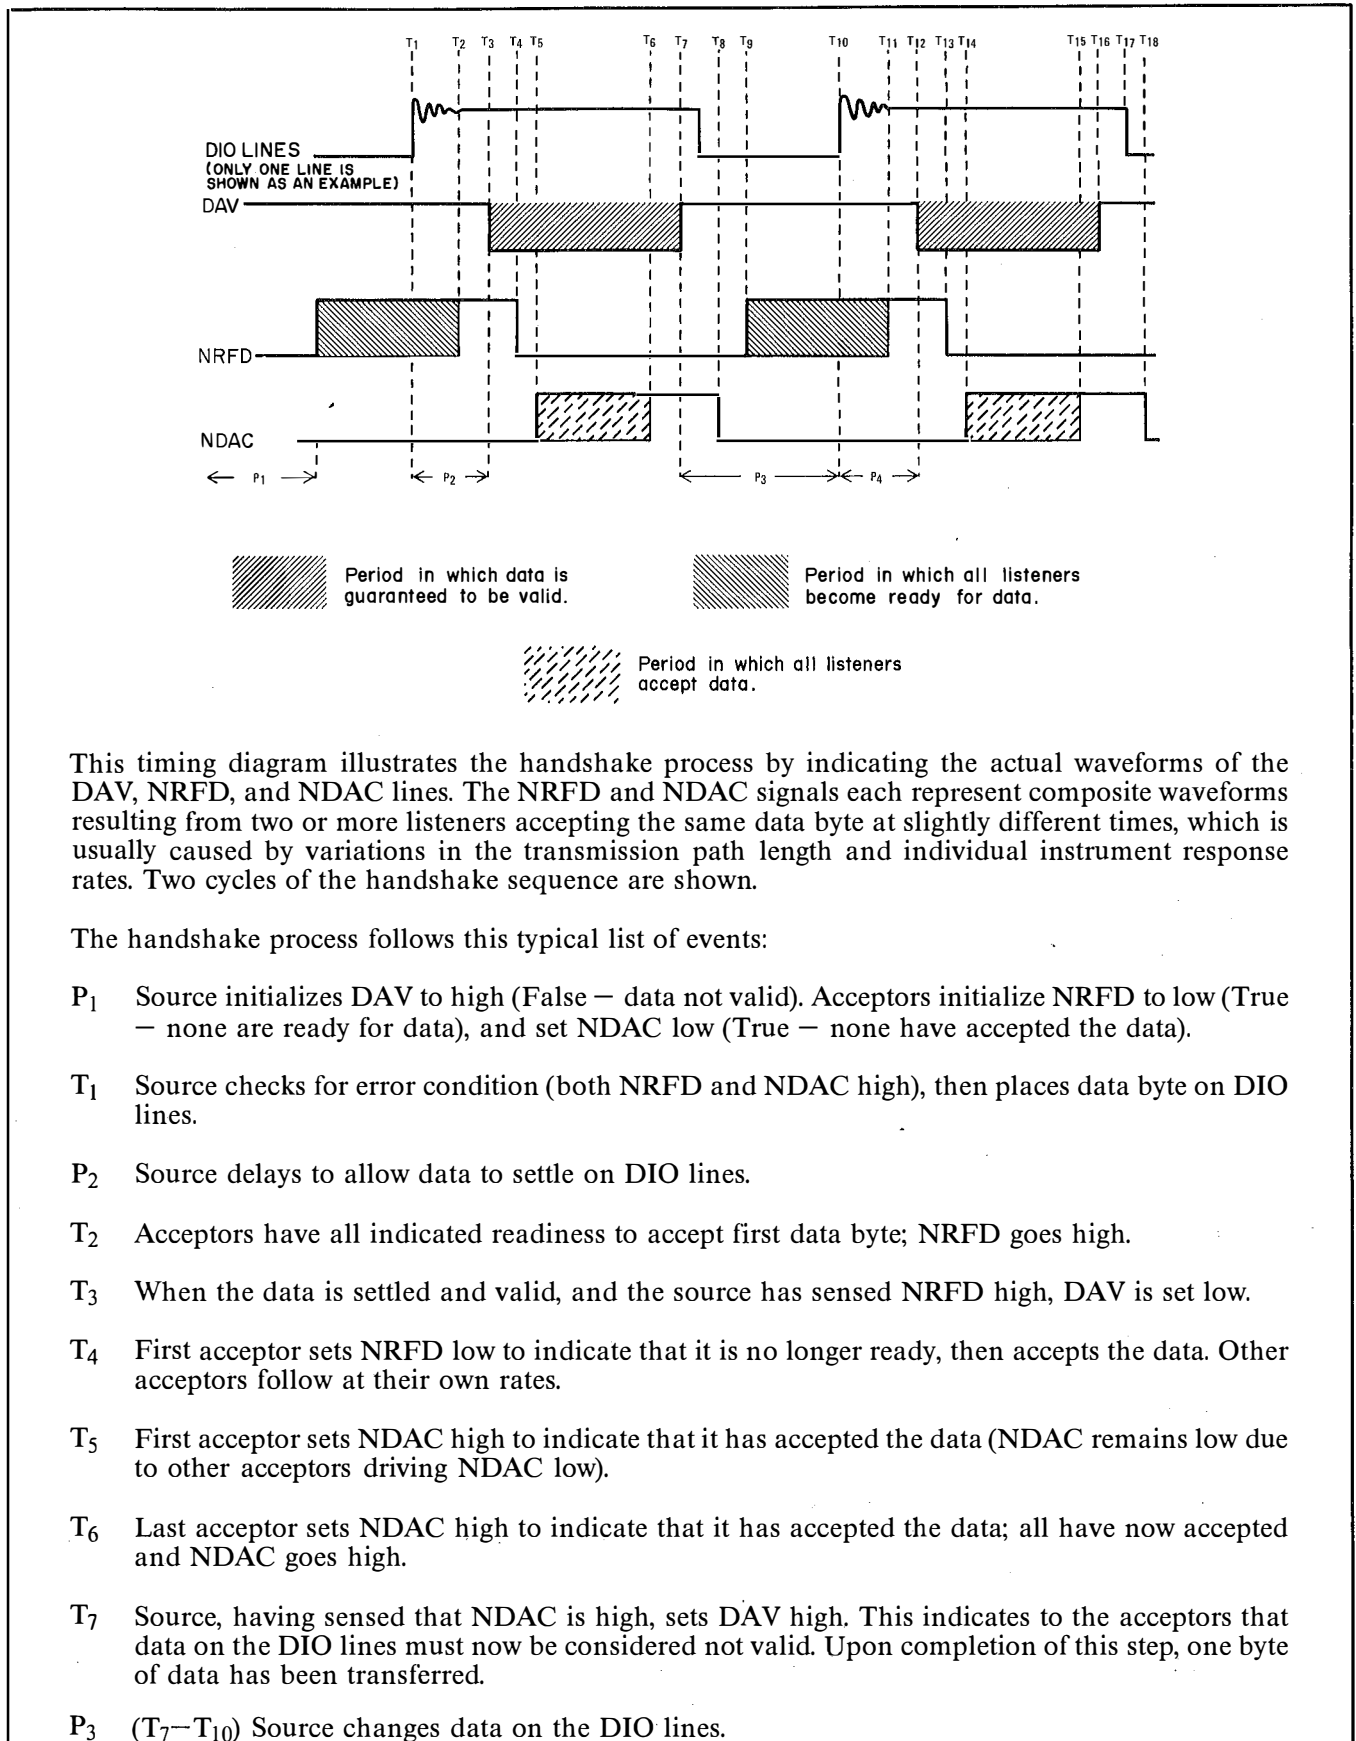 T1 T2 T3 T4 T5 T6 T7 T8 T9 T10 T11 T12 T13 T14 T15 T16 T17 T18
DIO LINES
(ONLY ONE LINE IS
SHOWN AS AN EXAMPLE)
DAV
NRFD
NDAC
P1 P2 P3 P4
Period in which data is
guaranteed to be valid.
Period in which all listeners
become ready for data.
Period in which all listeners
accept data.
This timing diagram illustrates the handshake process by indicating the actual waveforms of the
DAV, NRFD, and NDAC lines. The NRFD and NDAC signals each represent composite waveforms
resulting from two or more listeners accepting the same data byte at slightly different times, which is
usually caused by variations in the transmission path length and individual instrument response
rates. Two cycles of the handshake sequence are shown.
The handshake process follows this typical list of events:
P1 Source initializes DAV to high (False — data not valid). Acceptors initialize NRFD to low (True
— none are ready for data), and set NDAC low (True — none have accepted the data).
T1 Source checks for error condition (both NRFD and NDAC high), then places data byte on DIO
lines.
P2 Source delays to allow data to settle on DIO lines.
T2 Acceptors have all indicated readiness to accept first data byte; NRFD goes high.
T3 When the data is settled and valid, and the source has sensed NRFD high, DAV is set low.
T4 First acceptor sets NRFD low to indicate that it is no longer ready, then accepts the data. Other
acceptors follow at their own rates.
T5 First acceptor sets NDAC high to indicate that it has accepted the data (NDAC remains low due
to other acceptors driving NDAC low).
T6 Last acceptor sets NDAC high to indicate that it has accepted the data; all have now accepted
and NDAC goes high.
T7 Source, having sensed that NDAC is high, sets DAV high. This indicates to the acceptors that
data on the DIO lines must now be considered not valid. Upon completion of this step, one byte
of data has been transferred.
P3 (T7—T10) Source changes data on the DIO lines.